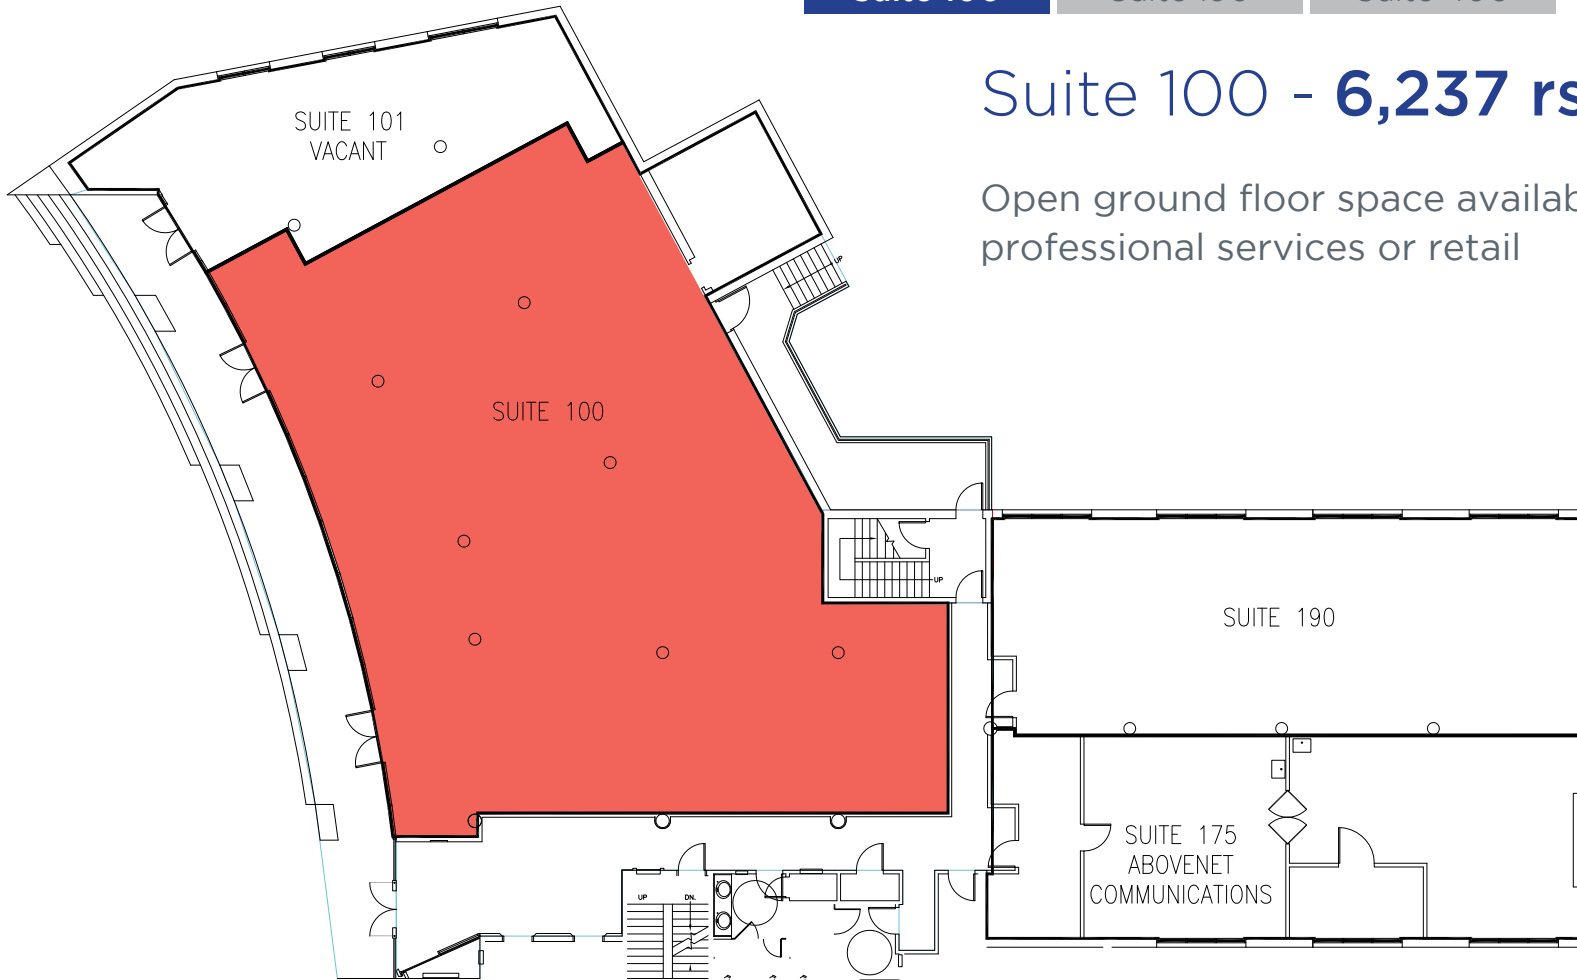 Suite 100 - 6,237 rs
Open ground floor space availab
professional services or retail
SUITE 101
VACANT
UP
SUITE 100
UP
SUITE 190
SUITE 175
ABOVENET
COMMUNICATIONS
UP
DN.